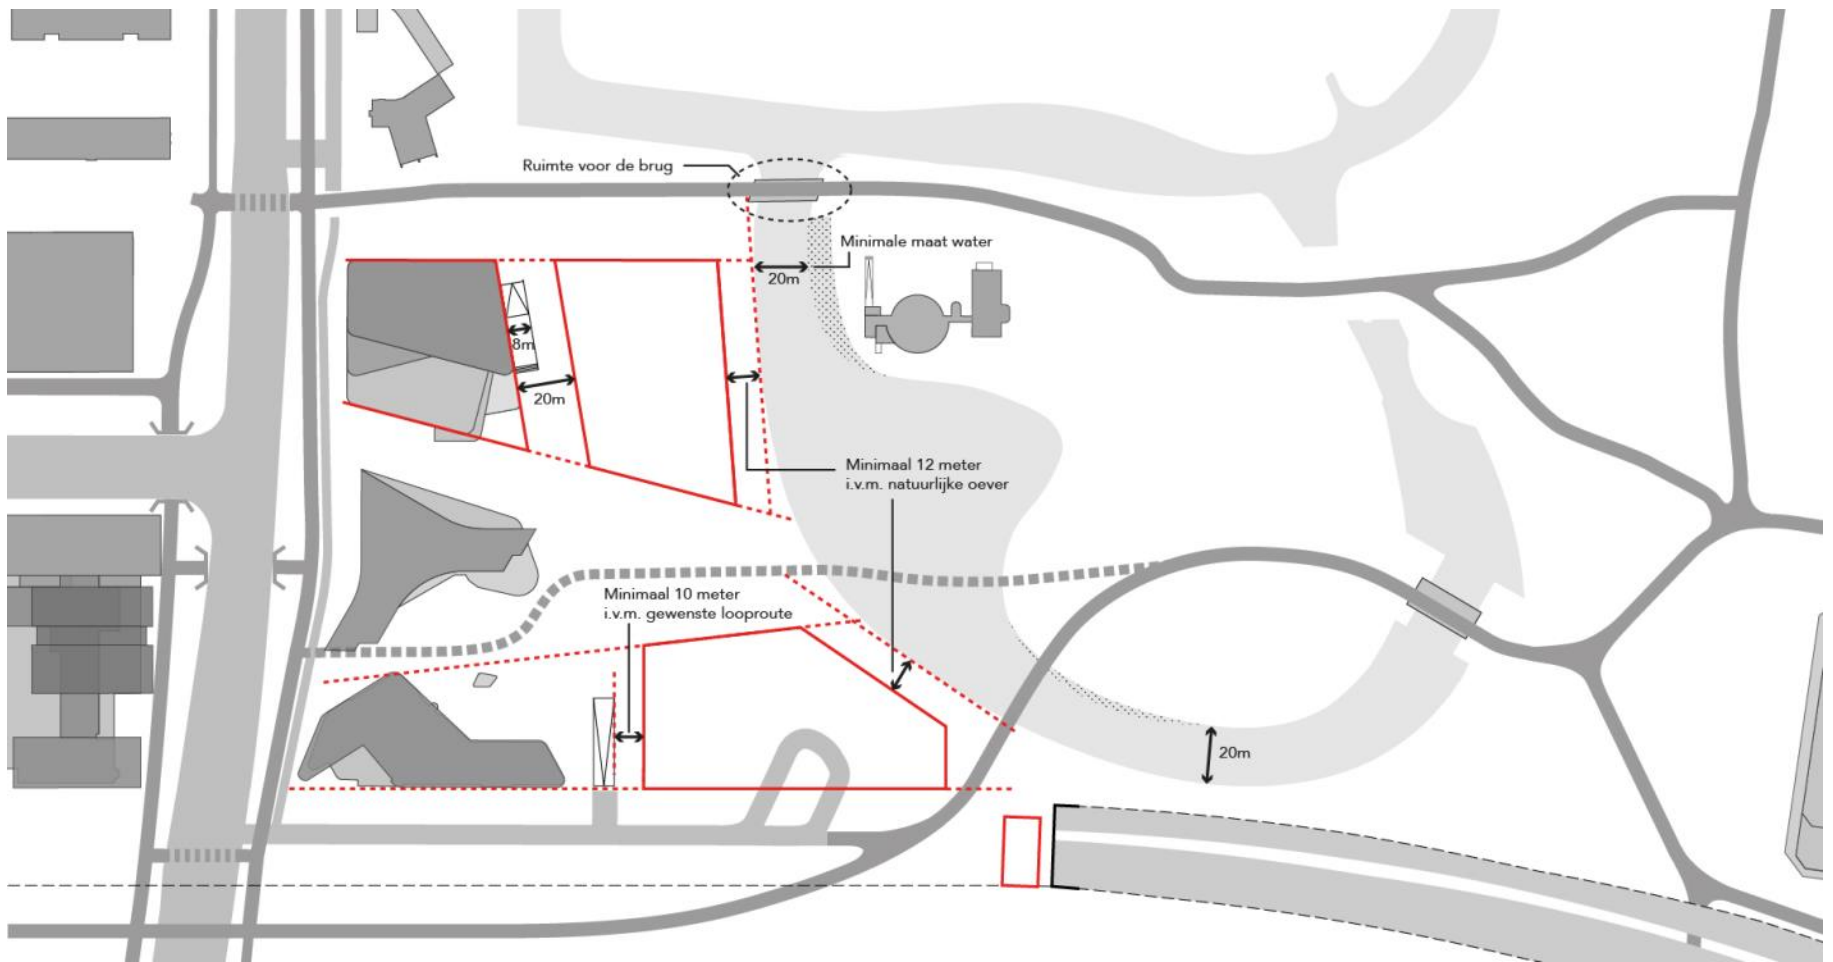 Ruimte voor de brug
Minimale maat water
20m
8m
20m
Minimaal 12 meter
i.v.m. natuurlijke oever
Minimaal 10 meter
i.v.m. gewenste looproute
20m